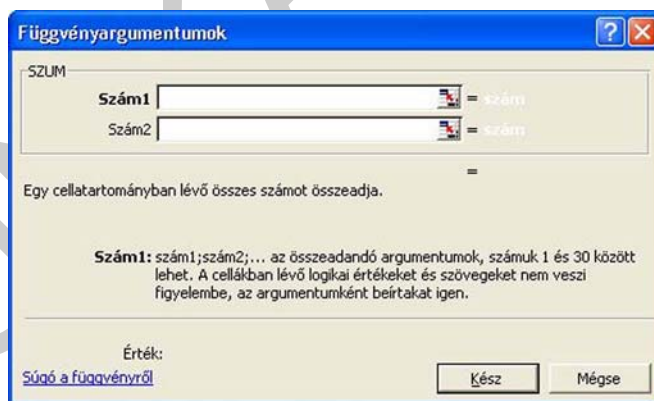 Függvényargumentumok
SZUM
Szám1 = szám
Szám2 = szám
=
Egy cellatartományban lévő összes számot összeadja.
Szám1: szám1;szám2;... az összeadandó argumentumok, számuk 1 és 30 között
lehet. A cellákban lévő logikai értékeket és szövegeket nem veszi
figyelembe, az argumentumként beírtakat igen.
Érték:
Súgó a függvényről
Kész Mégse